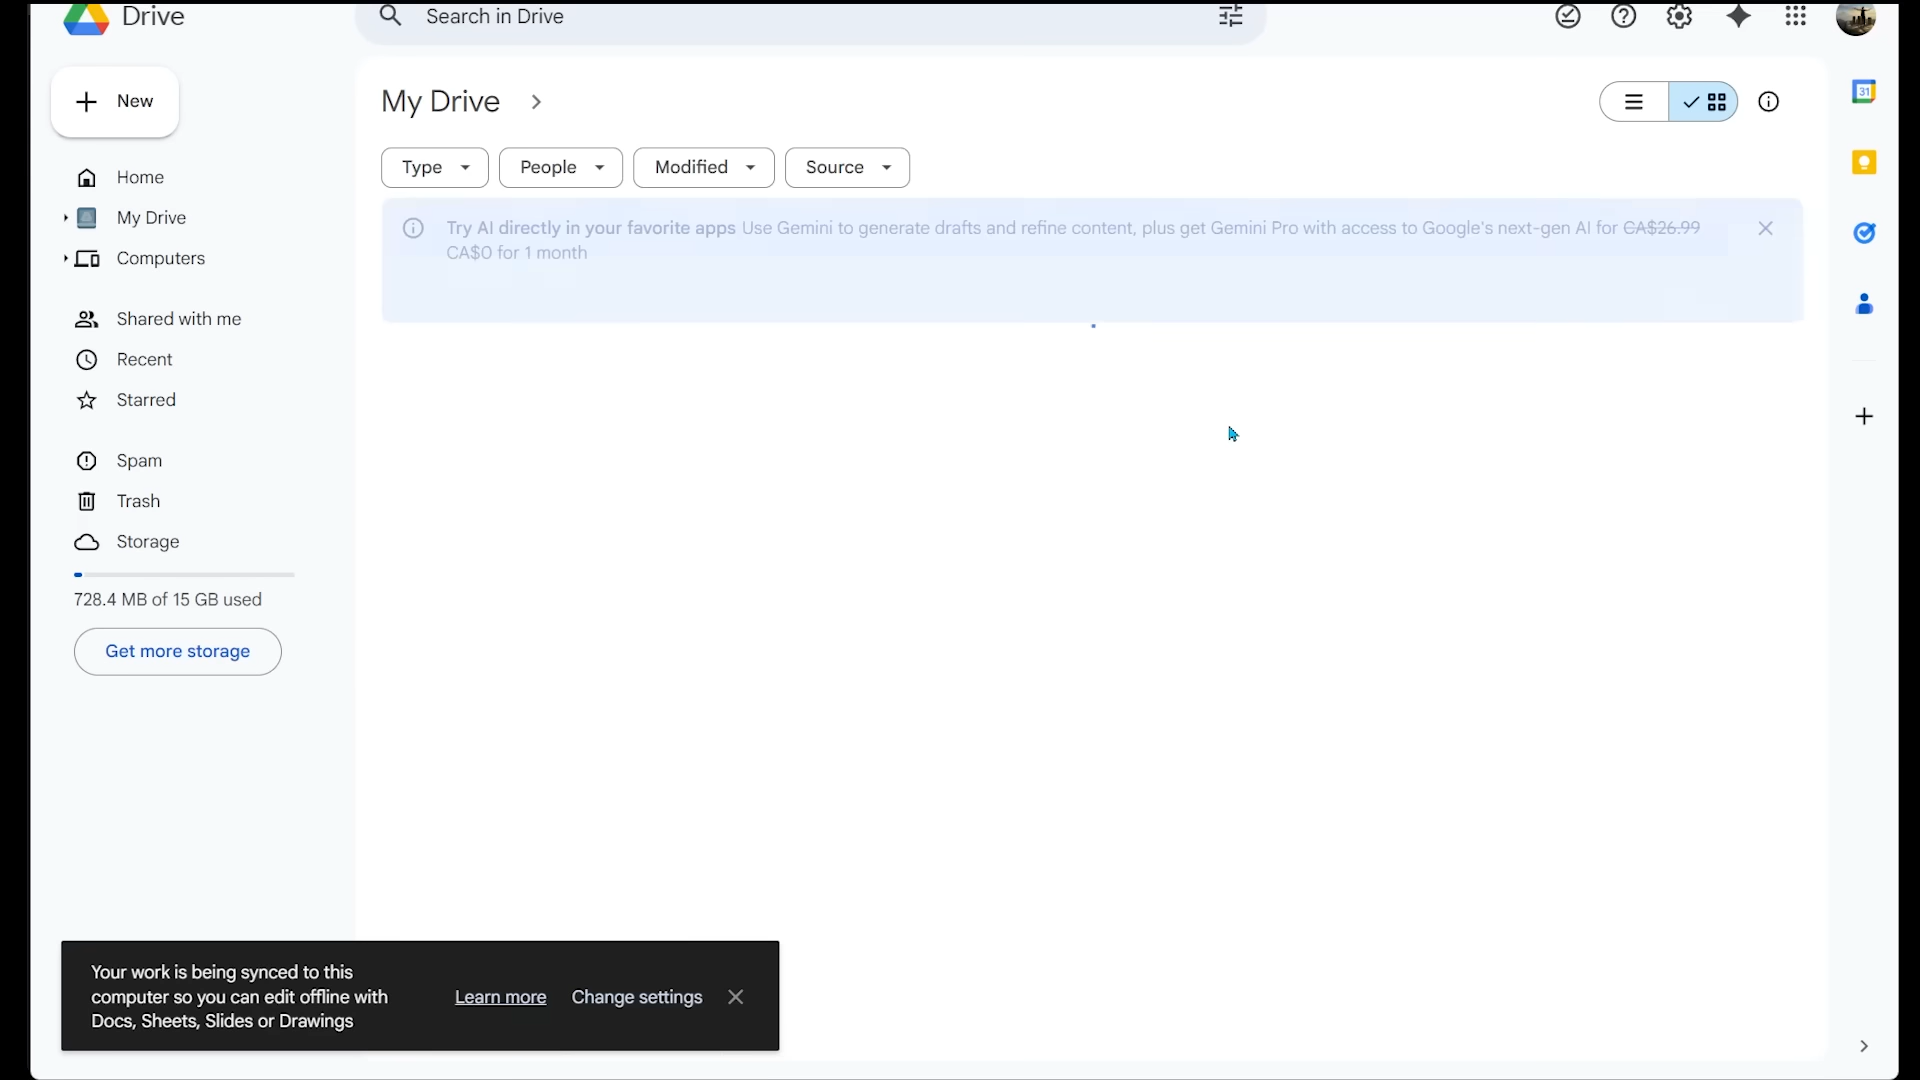 Drive
Search in Drive
New
My Drive
Type
People
Modified
Source
Home
My Drive
Computers
Shared with me
Recent
Starred
Spam
Trash
Storage
728.4 MB of 15 GB used
Get more storage
Try AI directly in your favorite apps Use Gemini to generate drafts and refine content, plus get Gemini Pro with access to Google's next-gen AI for CA$26.99
CA$0 for 1 month
31
Your work is being synced to this
computer so you can edit offline with
Docs, Sheets, Slides or Drawings
Learn more
Change settings